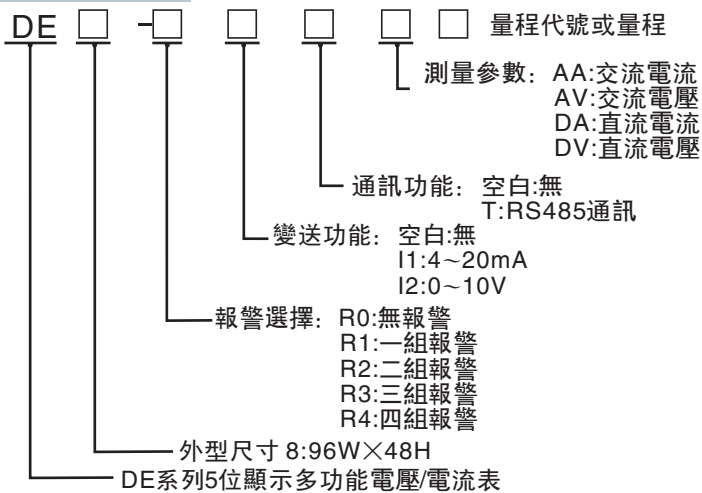 DE □ -□ □ □ □ □ 量程代號或量程
測量參數：AA:交流電流
AV:交流電壓
DA:直流電流
DV:直流電壓
通訊功能：空白:無
T:RS485通訊
變送功能：空白:無
I1:4~20mA
I2:0~10V
報警選擇：R0:無報警
R1:一組報警
R2:二組報警
R3:三組報警
R4:四組報警
外型尺寸 8:96W×48H
DE系列5位顯示多功能電壓/電流表